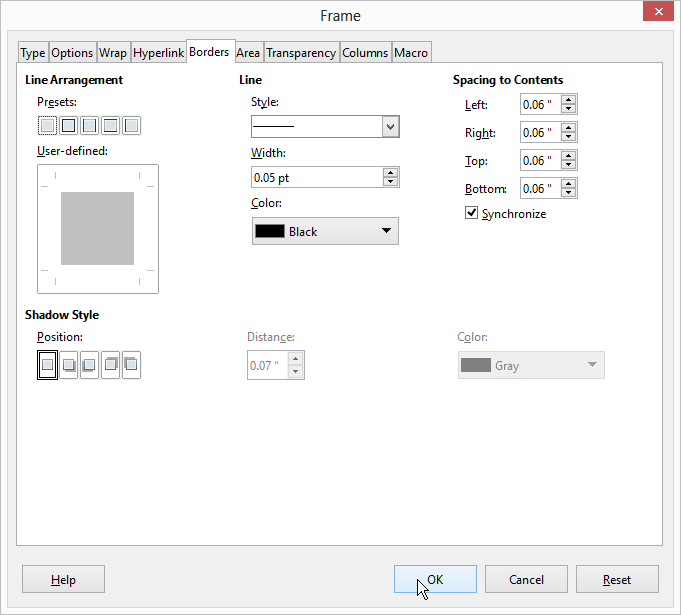 Frame
Type Options Wrap Hyperlink Borders Area Transparency Columns Macro
Line Arrangement
Presets:
User-defined:
Line
Style:
Width:
0.05 pt
Color:
Black
Spacing to Contents
Left: 0.06 "
Right: 0.06 "
Top: 0.06 "
Bottom: 0.06 "
Synchronize
Shadow Style
Position:
Distance:
0.07 "
Color:
Gray
Help OK Cancel Reset